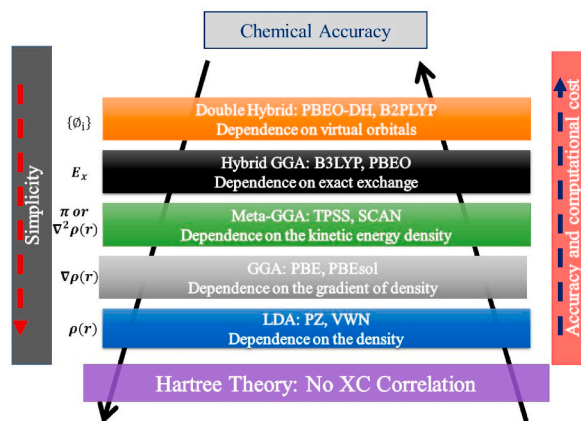 Chemical Accuracy
Simplicity
Accuracy and computational cost
{∅i}
Double Hybrid: PBEO-DH, B2PLYP
Dependence on virtual orbitals
Ex
Hybrid GGA: B3LYP, PBEO
Dependence on exact exchange
π or
∇²ρ(r)
Meta-GGA: TPSS, SCAN
Dependence on the kinetic energy density
∇ρ(r)
GGA: PBE, PBEsol
Dependence on the gradient of density
ρ(r)
LDA: PZ, VWN
Dependence on the density
Hartree Theory: No XC Correlation